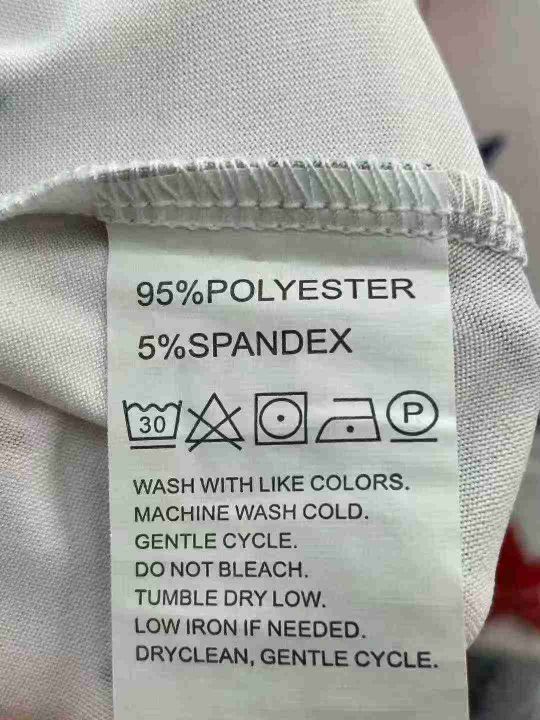 95%POLYESTER
5%SPANDEX
30 P
WASH WITH LIKE COLORS.
MACHINE WASH COLD.
GENTLE CYCLE.
DO NOT BLEACH.
TUMBLE DRY LOW.
LOW IRON IF NEEDED.
DRYCLEAN, GENTLE CYCLE.